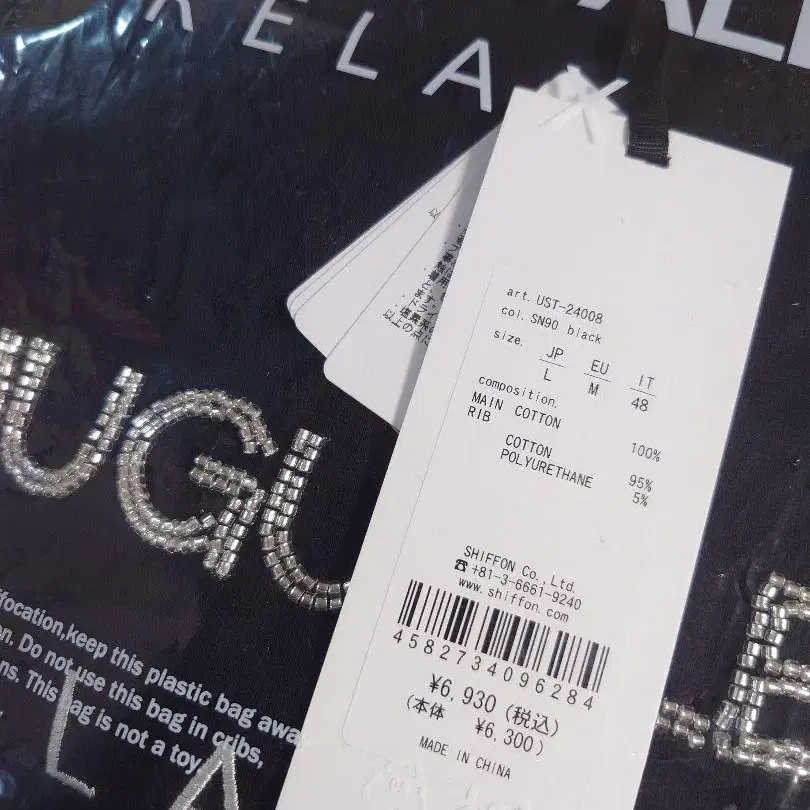 RELAX
art. UST-24008
col. SN90 black
size. JP EU IT
L M 48
composition.
MAIN COTTON 100%
RIB COTTON 95%
POLYURETHANE 5%
SHIFFON Co.,Ltd.
☎+81-3-6661-9240
www.shiffon.com
4582734096284
¥6,930 (税込)
(本体 ¥6,300)
MADE IN CHINA
UGU
focation,keep this plastic bag awa
n. Do not use this bag in cribs,
ns. This bag is not a toy.
LA